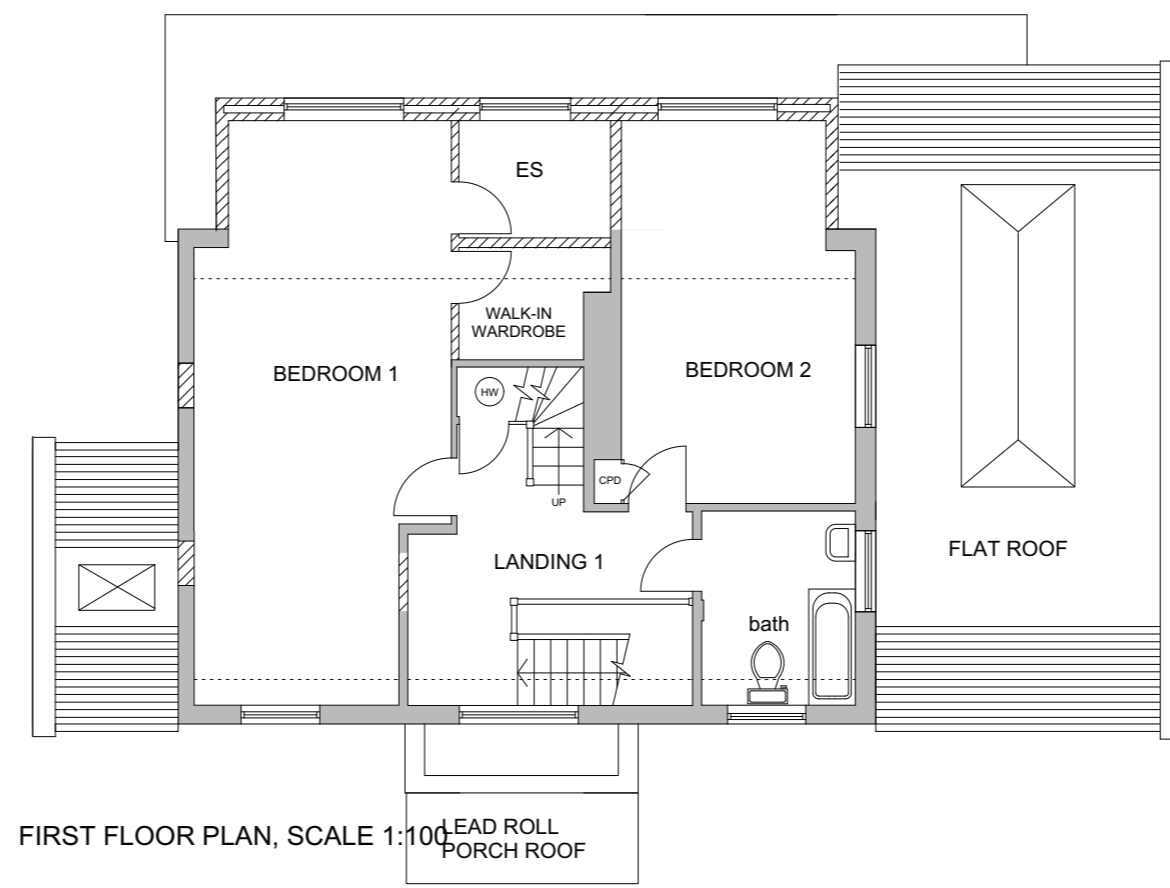 ES
WALK-IN
WARDROBE
BEDROOM 1
BEDROOM 2
HW
CPD
UP
LANDING 1
FLAT ROOF
bath
FIRST FLOOR PLAN, SCALE 1:100
LEAD ROLL
PORCH ROOF